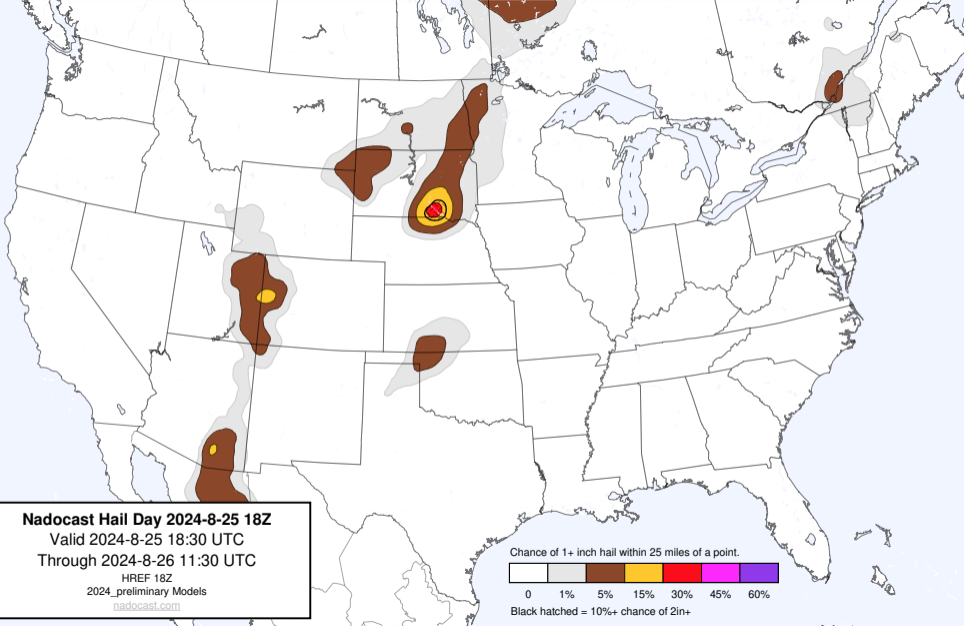 Nadocast Hail Day 2024-8-25 18Z
Valid 2024-8-25 18:30 UTC
Through 2024-8-26 11:30 UTC
HREF 18Z
2024_preliminary Models
nadocast.com
Chance of 1+ inch hail within 25 miles of a point.
0 1% 5% 15% 30% 45% 60%
Black hatched = 10%+ chance of 2in+